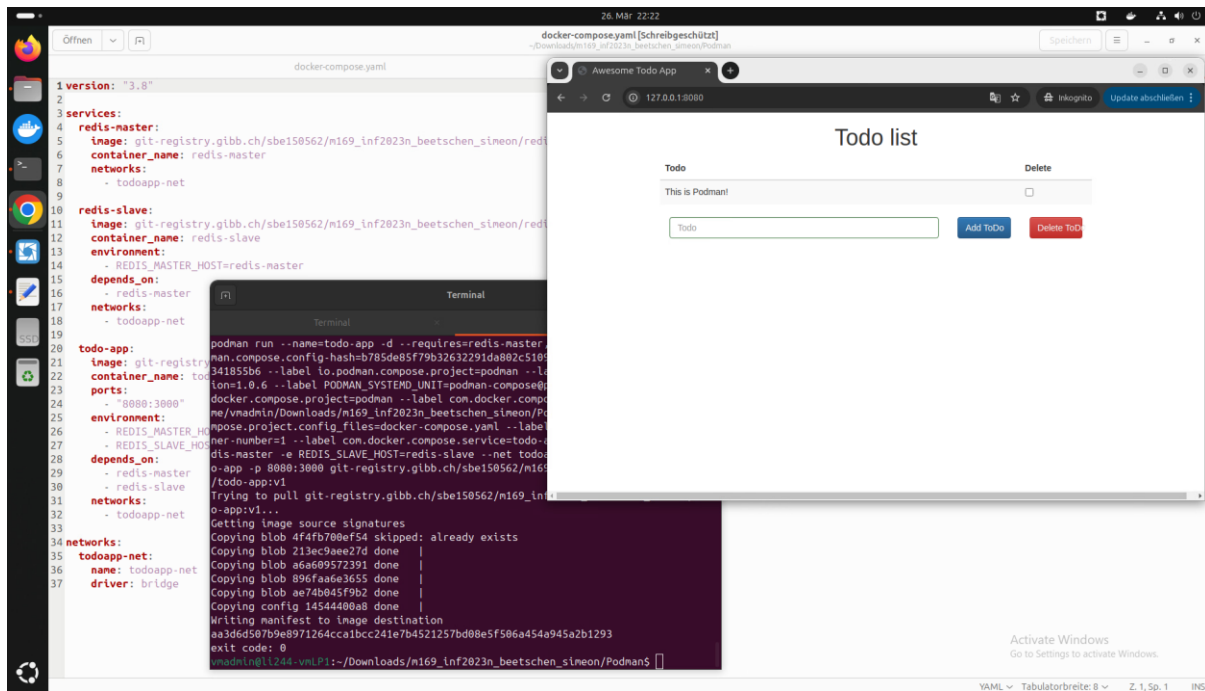 26. Mär 22:22
Öffnen
docker-compose.yaml [Schreibgeschützt]
~/Downloads/m169_inf2023n_beetschen_simeon/Podman
Speichern
docker-compose.yaml
1 version: "3.8"
2
3 services:
4   redis-master:
5     image: git-registry.gibb.ch/sbe150562/m169_inf2023n_beetschen_simeon/redi
6     container_name: redis-master
7     networks:
8       - todoapp-net
9
10   redis-slave:
11     image: git-registry.gibb.ch/sbe150562/m169_inf2023n_beetschen_simeon/redi
12     container_name: redis-slave
13     environment:
14       - REDIS_MASTER_HOST=redis-master
15     depends_on:
16       - redis-master
17     networks:
18       - todoapp-net
19
20   todo-app:
21     image: git-registry
22     container_name: tod
23     ports:
24       - "8080:3000"
25     environment:
26       - REDIS_MASTER_HO
27       - REDIS_SLAVE_HOS
28     depends_on:
29       - redis-master
30       - redis-slave
31     networks:
32       - todoapp-net
33
34 networks:
35   todoapp-net:
36     name: todoapp-net
37     driver: bridge
SSD
Awesome Todo App
127.0.0.1:8080
Inkognito
Update abschließen
Todo list
Todo Delete
This is Podman!
Todo
Add ToDo
Delete ToDo
Terminal
Terminal
podman run --name=todo-app -d --requires=redis-master,
man.compose.config-hash=b785de85f79b32632291da802c5109
341855b6 --label io.podman.compose.project=podman --la
ion=1.0.6 --label PODMAN_SYSTEMD_UNIT=podman-compose@p
docker.compose.project=podman --label com.docker.compo
me/vmadmin/Downloads/m169_inf2023n_beetschen_simeon/Po
mpose.project.config_files=docker-compose.yaml --label
ner-number=1 --label com.docker.compose.service=todo-a
dis-master -e REDIS_SLAVE_HOST=redis-slave --net todoa
o-app -p 8080:3000 git-registry.gibb.ch/sbe150562/m169
/todo-app:v1
Trying to pull git-registry.gibb.ch/sbe150562/m169_in
o-app:v1...
Getting image source signatures
Copying blob 4f4fb700ef54 skipped: already exists
Copying blob 213ec9aee27d done   |
Copying blob a6a609572391 done   |
Copying blob 896faa6e3655 done   |
Copying blob ae74b045f9b2 done   |
Copying config 14544400a8 done   |
Writing manifest to image destination
aa3d6d507b9e8971264cca1bcc241e7b4521257bd08e5f506a454a945a2b1293
exit code: 0
vmadmin@li244-vmLP1:~/Downloads/m169_inf2023n_beetschen_simeon/Podman$
Activate Windows
Go to Settings to activate Windows.
YAML Tabulatorbreite: 8 Z. 1, Sp. 1 INS